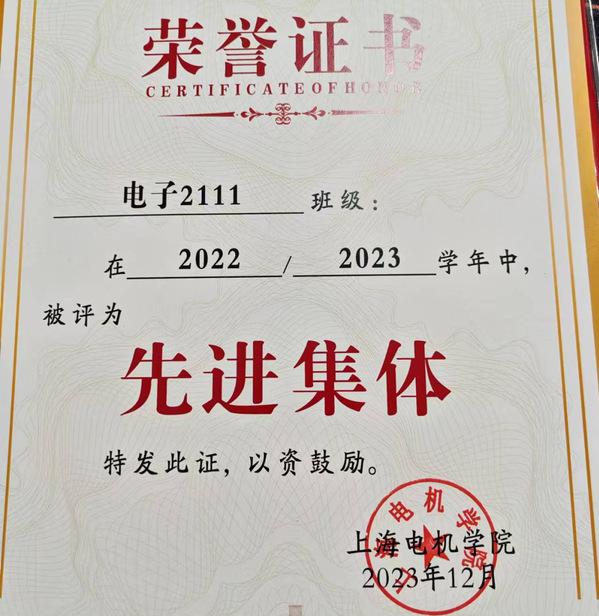 荣誉证书
CERTIFICATEOFHONOR
电子2111 班级：
在 2022 / 2023 学年中，
被评为
先进集体
特发此证，以资鼓励。
上海电机学院
上海电机学院
2023年12月